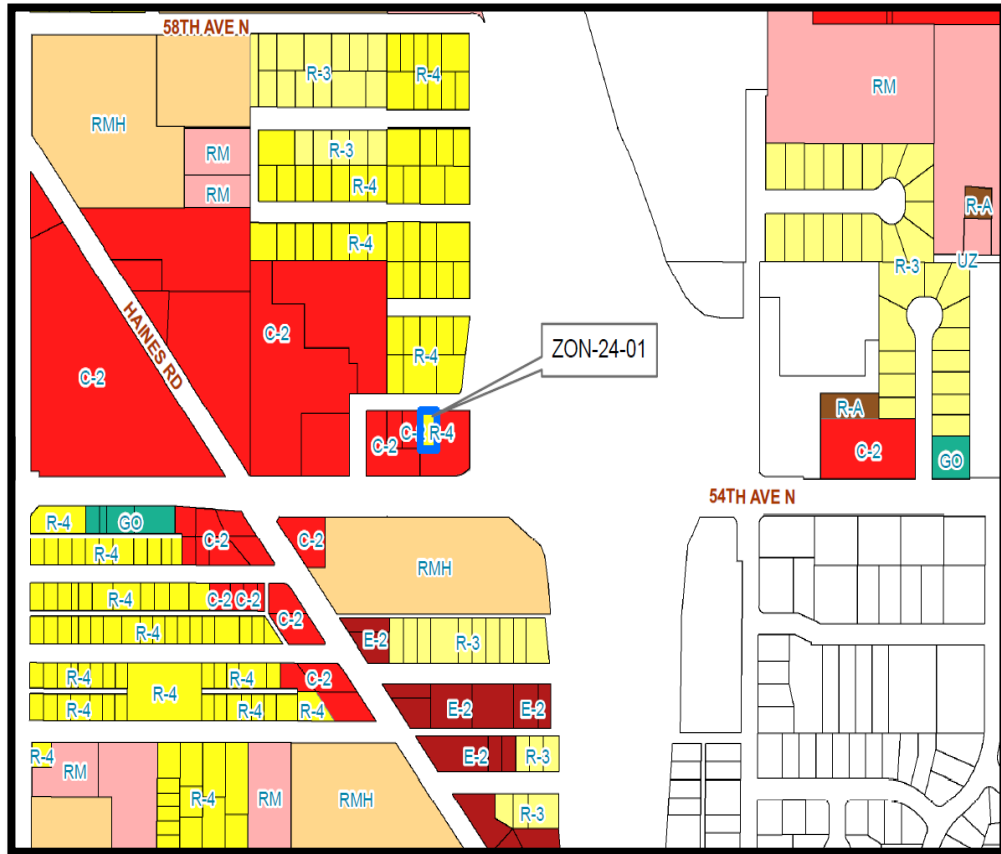 58TH AVE N
R-3
R-4
RM
RMH
R-3
RM
R-4
RM
R-A
R-4
R-3
UZ
HAINES RD
C-2
ZON-24-01
R-4
C-2
R-A
C-2
C-2
R-4
C-2
GO
54TH AVE N
R-4
GO
C-2
C-2
R-4
RMH
R-4
C-2
C-2
C-2
R-4
E-2
R-3
R-4
R-4
C-2
R-4
R-4
R-4
R-4
E-2
E-2
R-4
RM
E-2
R-3
R-4
RM
RMH
R-3